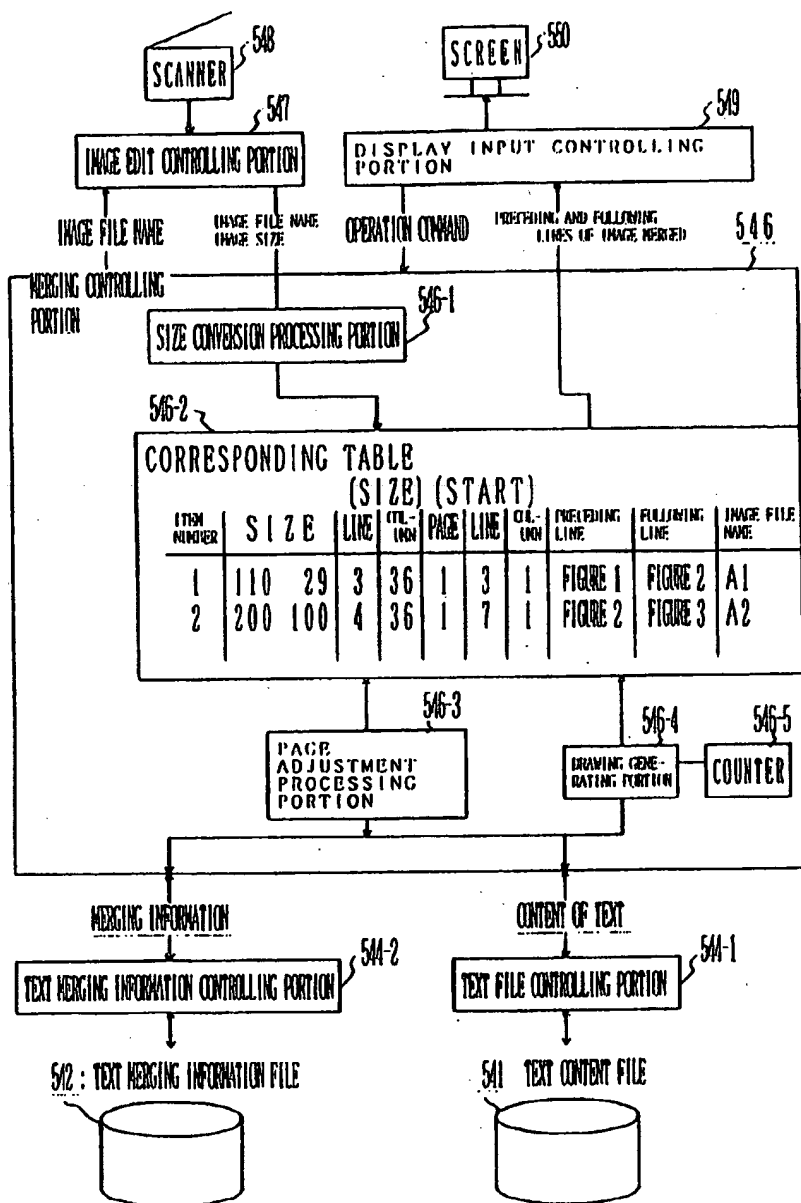 548
SCANNER
550
SCREEN
547
IMAGE EDIT CONTROLLING PORTION
549
DISPLAY INPUT CONTROLLING
PORTION
IMAGE FILE NAME
IMAGE FILE NAME
IMAGE SIZE
OPERATION COMMAND
PRECEDING AND FOLLOWING
LINES OF IMAGE MERGED
546
MERGING CONTROLLING
PORTION
546-1
SIZE CONVERSION PROCESSING PORTION
546-2
CORRESPONDING TABLE
(SIZE) (START)
ITEM NUMBER SIZE LINE COL-UMN PAGE LINE COL-UMN PRECEDING LINE FOLLOWING LINE IMAGE FILE NAME
1 110 29 3 36 1 3 1 FIGURE 1 FIGURE 2 A1
2 200 100 4 36 1 7 1 FIGURE 2 FIGURE 3 A2
546-3
PAGE
ADJUSTMENT
PROCESSING
PORTION
546-4
DRAWING GENE-
RATING PORTION
546-5
COUNTER
MERGING INFORMATION
CONTENT OF TEXT
544-2
TEXT MERGING INFORMATION CONTROLLING PORTION
544-1
TEXT FILE CONTROLLING PORTION
542 : TEXT MERGING INFORMATION FILE
541 TEXT CONTENT FILE